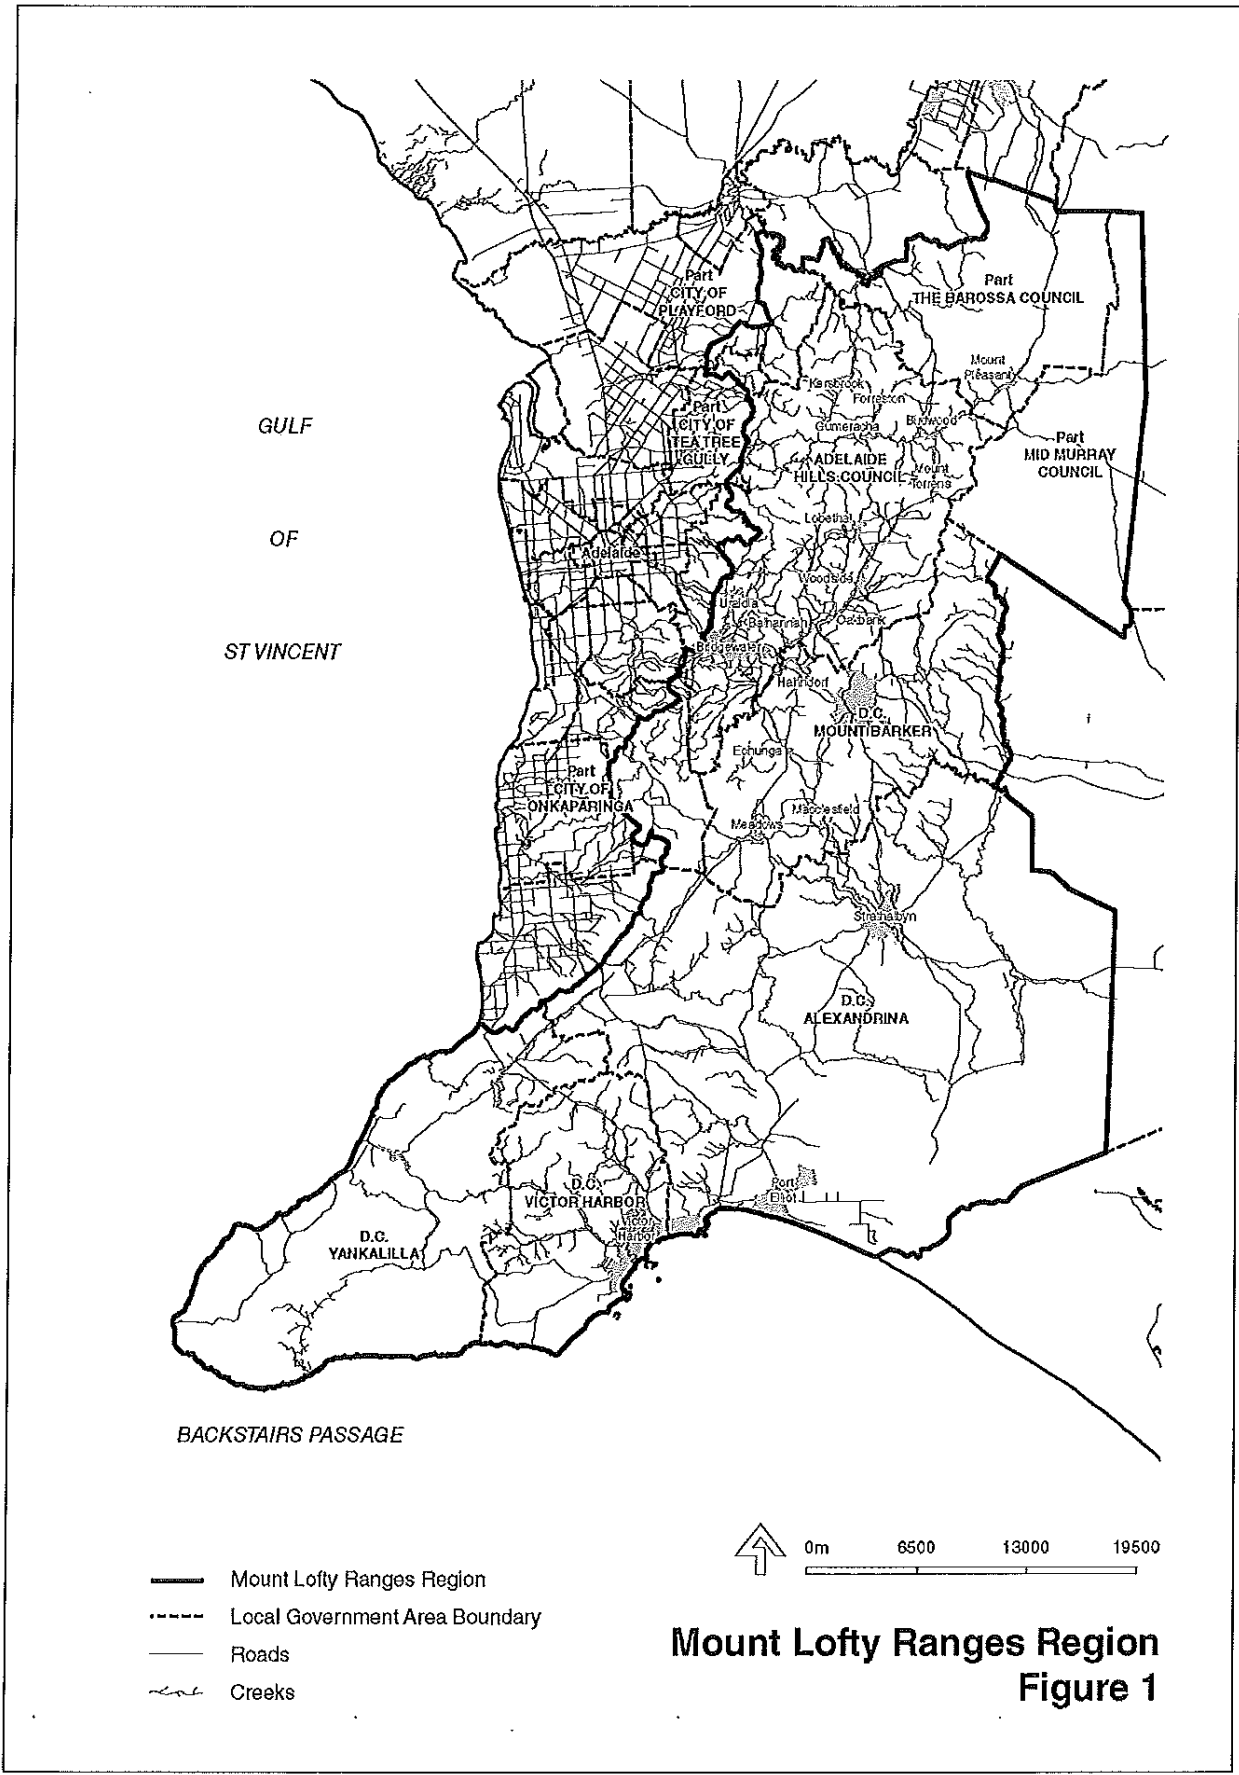 Part
CITY OF
PLAYFORD
Part
THE BAROSSA COUNCIL
Mount
Pleasant
Kersbrook
Forreston
Part
CITY OF
TEA TREE
GULLY
Gumeracha
Birdwood
GULF
Part
MID MURRAY
COUNCIL
ADELAIDE
HILLS COUNCIL
Mount
Torrens
Lobethal
OF
Adelaide
Woodside
Uraidla
Balhannah
Oakbank
ST VINCENT
Bridgewater
Hahndorf
D.C.
MOUNT BARKER
Echunga
Part
CITY OF
ONKAPARINGA
Macclesfield
Meadows
Strathalbyn
D.C.
ALEXANDRINA
D.C.
VICTOR HARBOR
Port
Elliot
Victor
Harbor
D.C.
YANKALILLA
BACKSTAIRS PASSAGE
0m 6500 13000 19500
Mount Lofty Ranges Region
Local Government Area Boundary
Roads
Creeks
Mount Lofty Ranges Region
Figure 1